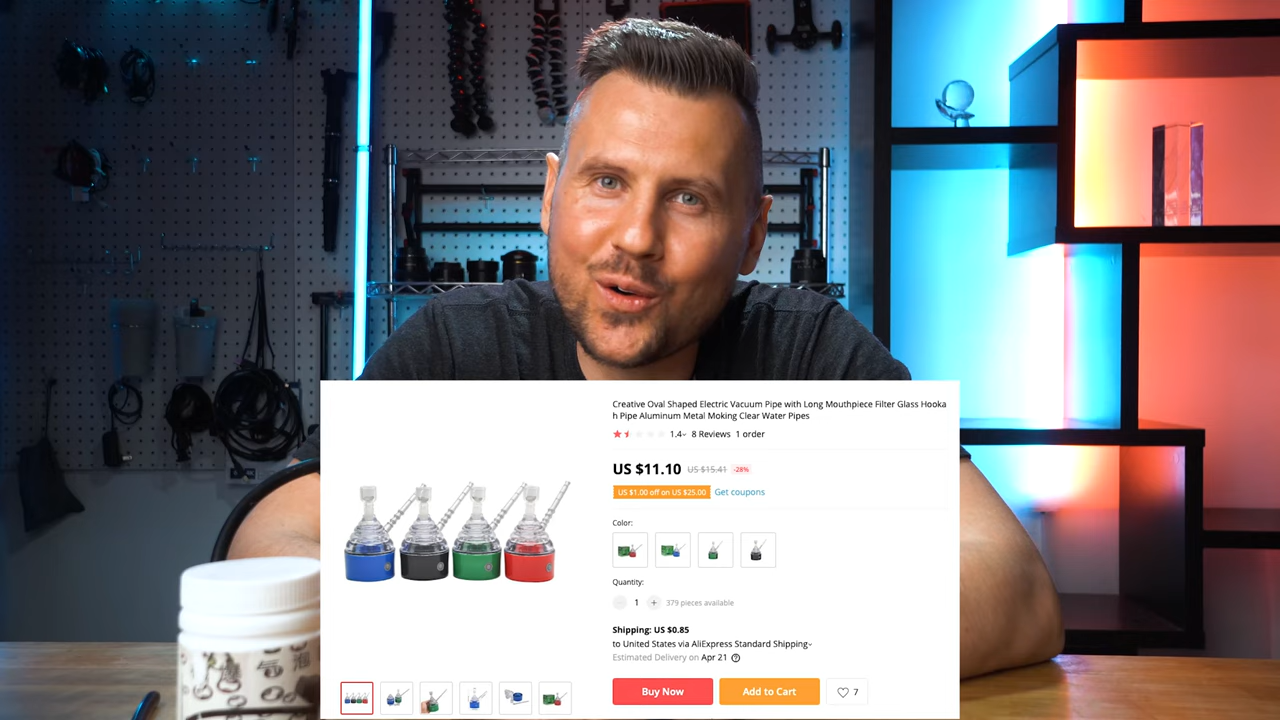 Creative Oval Shaped Electric Vacuum Pipe with Long Mouthpiece Filter Glass Hooka
h Pipe Aluminum Metal Moking Clear Water Pipes
1.4 8 Reviews 1 order
US $11.10 US $15.41 -28%
US $1.00 off on US $25.00 Get coupons
Color:
Quantity:
1 + 379 pieces available
Shipping: US $0.85
to United States via AliExpress Standard Shipping
Estimated Delivery on Apr 21 ?
Buy Now Add to Cart 7
气泡